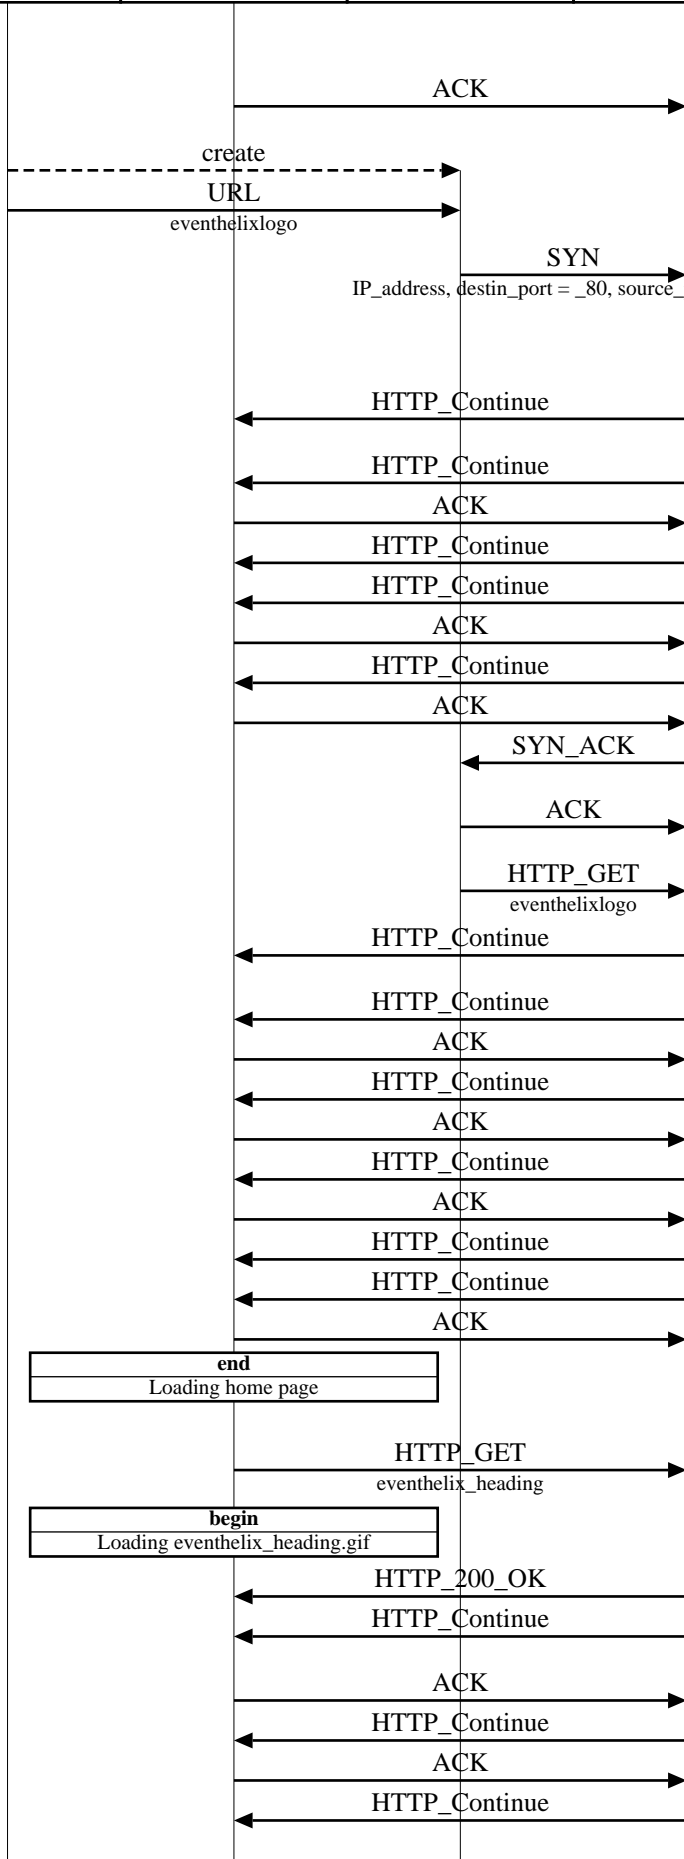 ACK
create
URL
eventhelixlogo
SYN
IP_address, destin_port = _80, source_
HTTP_Continue
HTTP_Continue
ACK
HTTP_Continue
HTTP_Continue
ACK
HTTP_Continue
ACK
SYN_ACK
ACK
HTTP_GET
eventhelixlogo
HTTP_Continue
HTTP_Continue
ACK
HTTP_Continue
ACK
HTTP_Continue
ACK
HTTP_Continue
HTTP_Continue
ACK
end
Loading home page
HTTP_GET
eventhelix_heading
begin
Loading eventhelix_heading.gif
HTTP_200_OK
HTTP_Continue
ACK
HTTP_Continue
ACK
HTTP_Continue